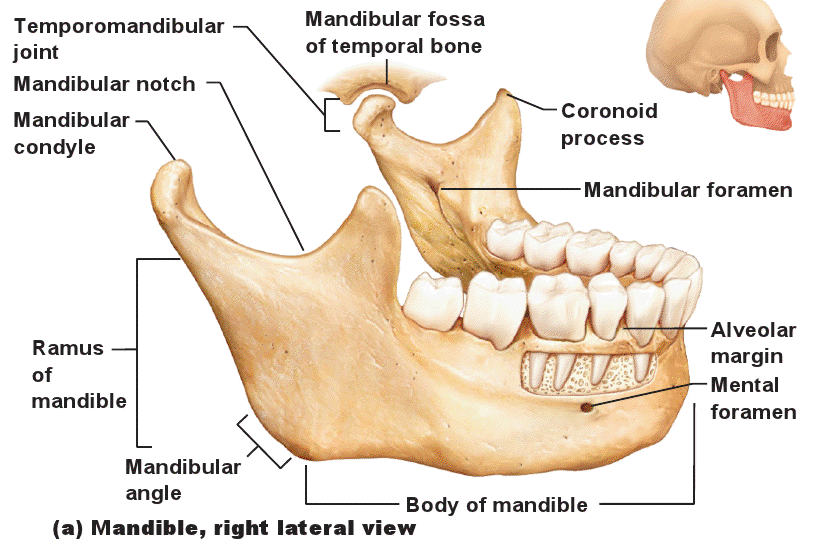 Temporomandibular
joint
Mandibular fossa
of temporal bone
Mandibular notch
Mandibular
condyle
Coronoid
process
Mandibular foramen
Ramus
of
mandible
Alveolar
margin
Mental
foramen
Mandibular
angle
Body of mandible
(a) Mandible, right lateral view